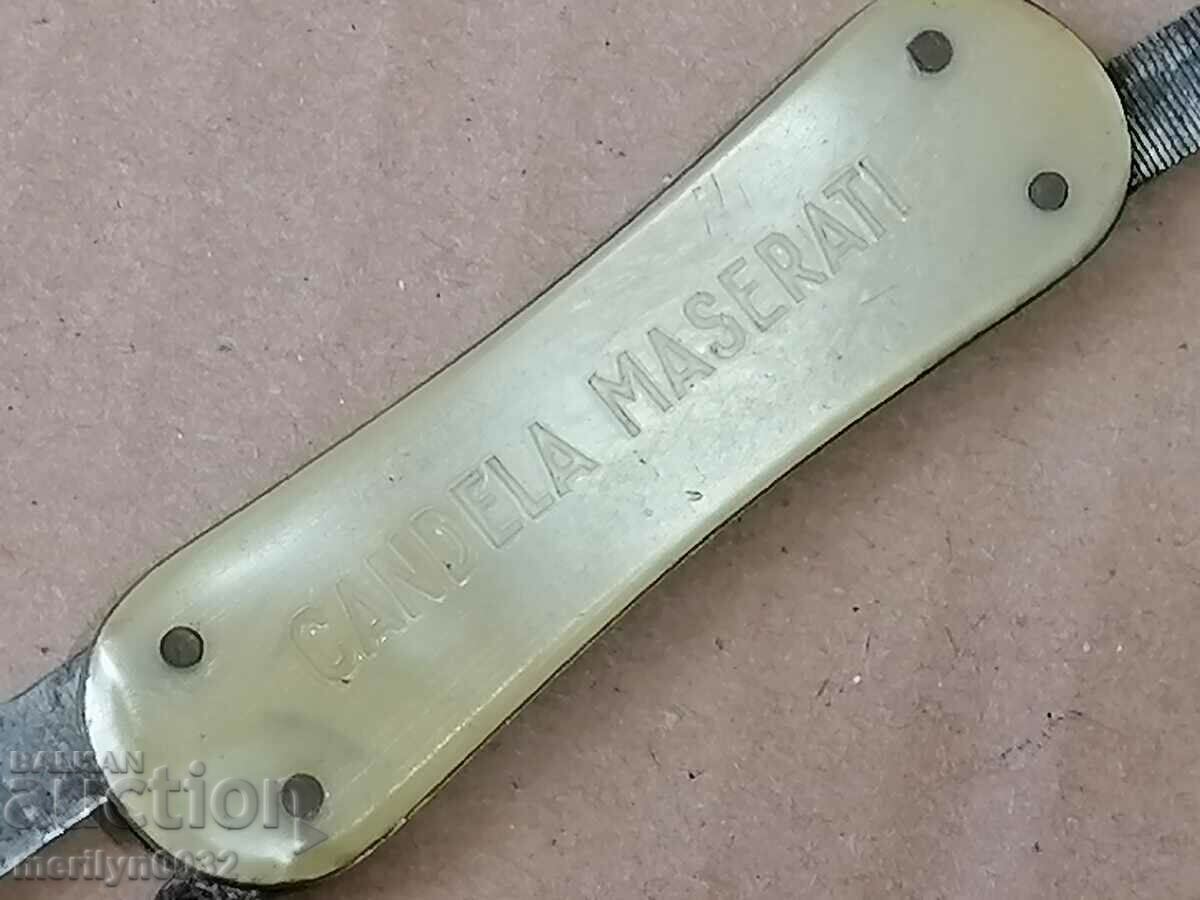 CANDELA MASERATI
BALKAN
auction
merilyn0032